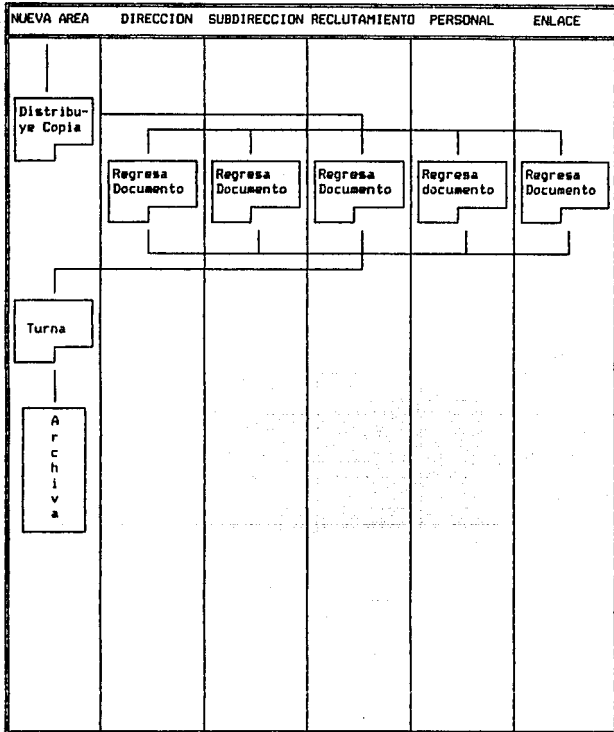 NUEVA AREA DIRECCION SUBDIRECCION RECLUTAMIENTO PERSONAL ENLACE
Distribu-
ye Copia
Regresa
Documento
Regresa
Documento
Regresa
Documento
Regresa
documento
Regresa
Documento
Turna
A
r
c
h
i
v
a